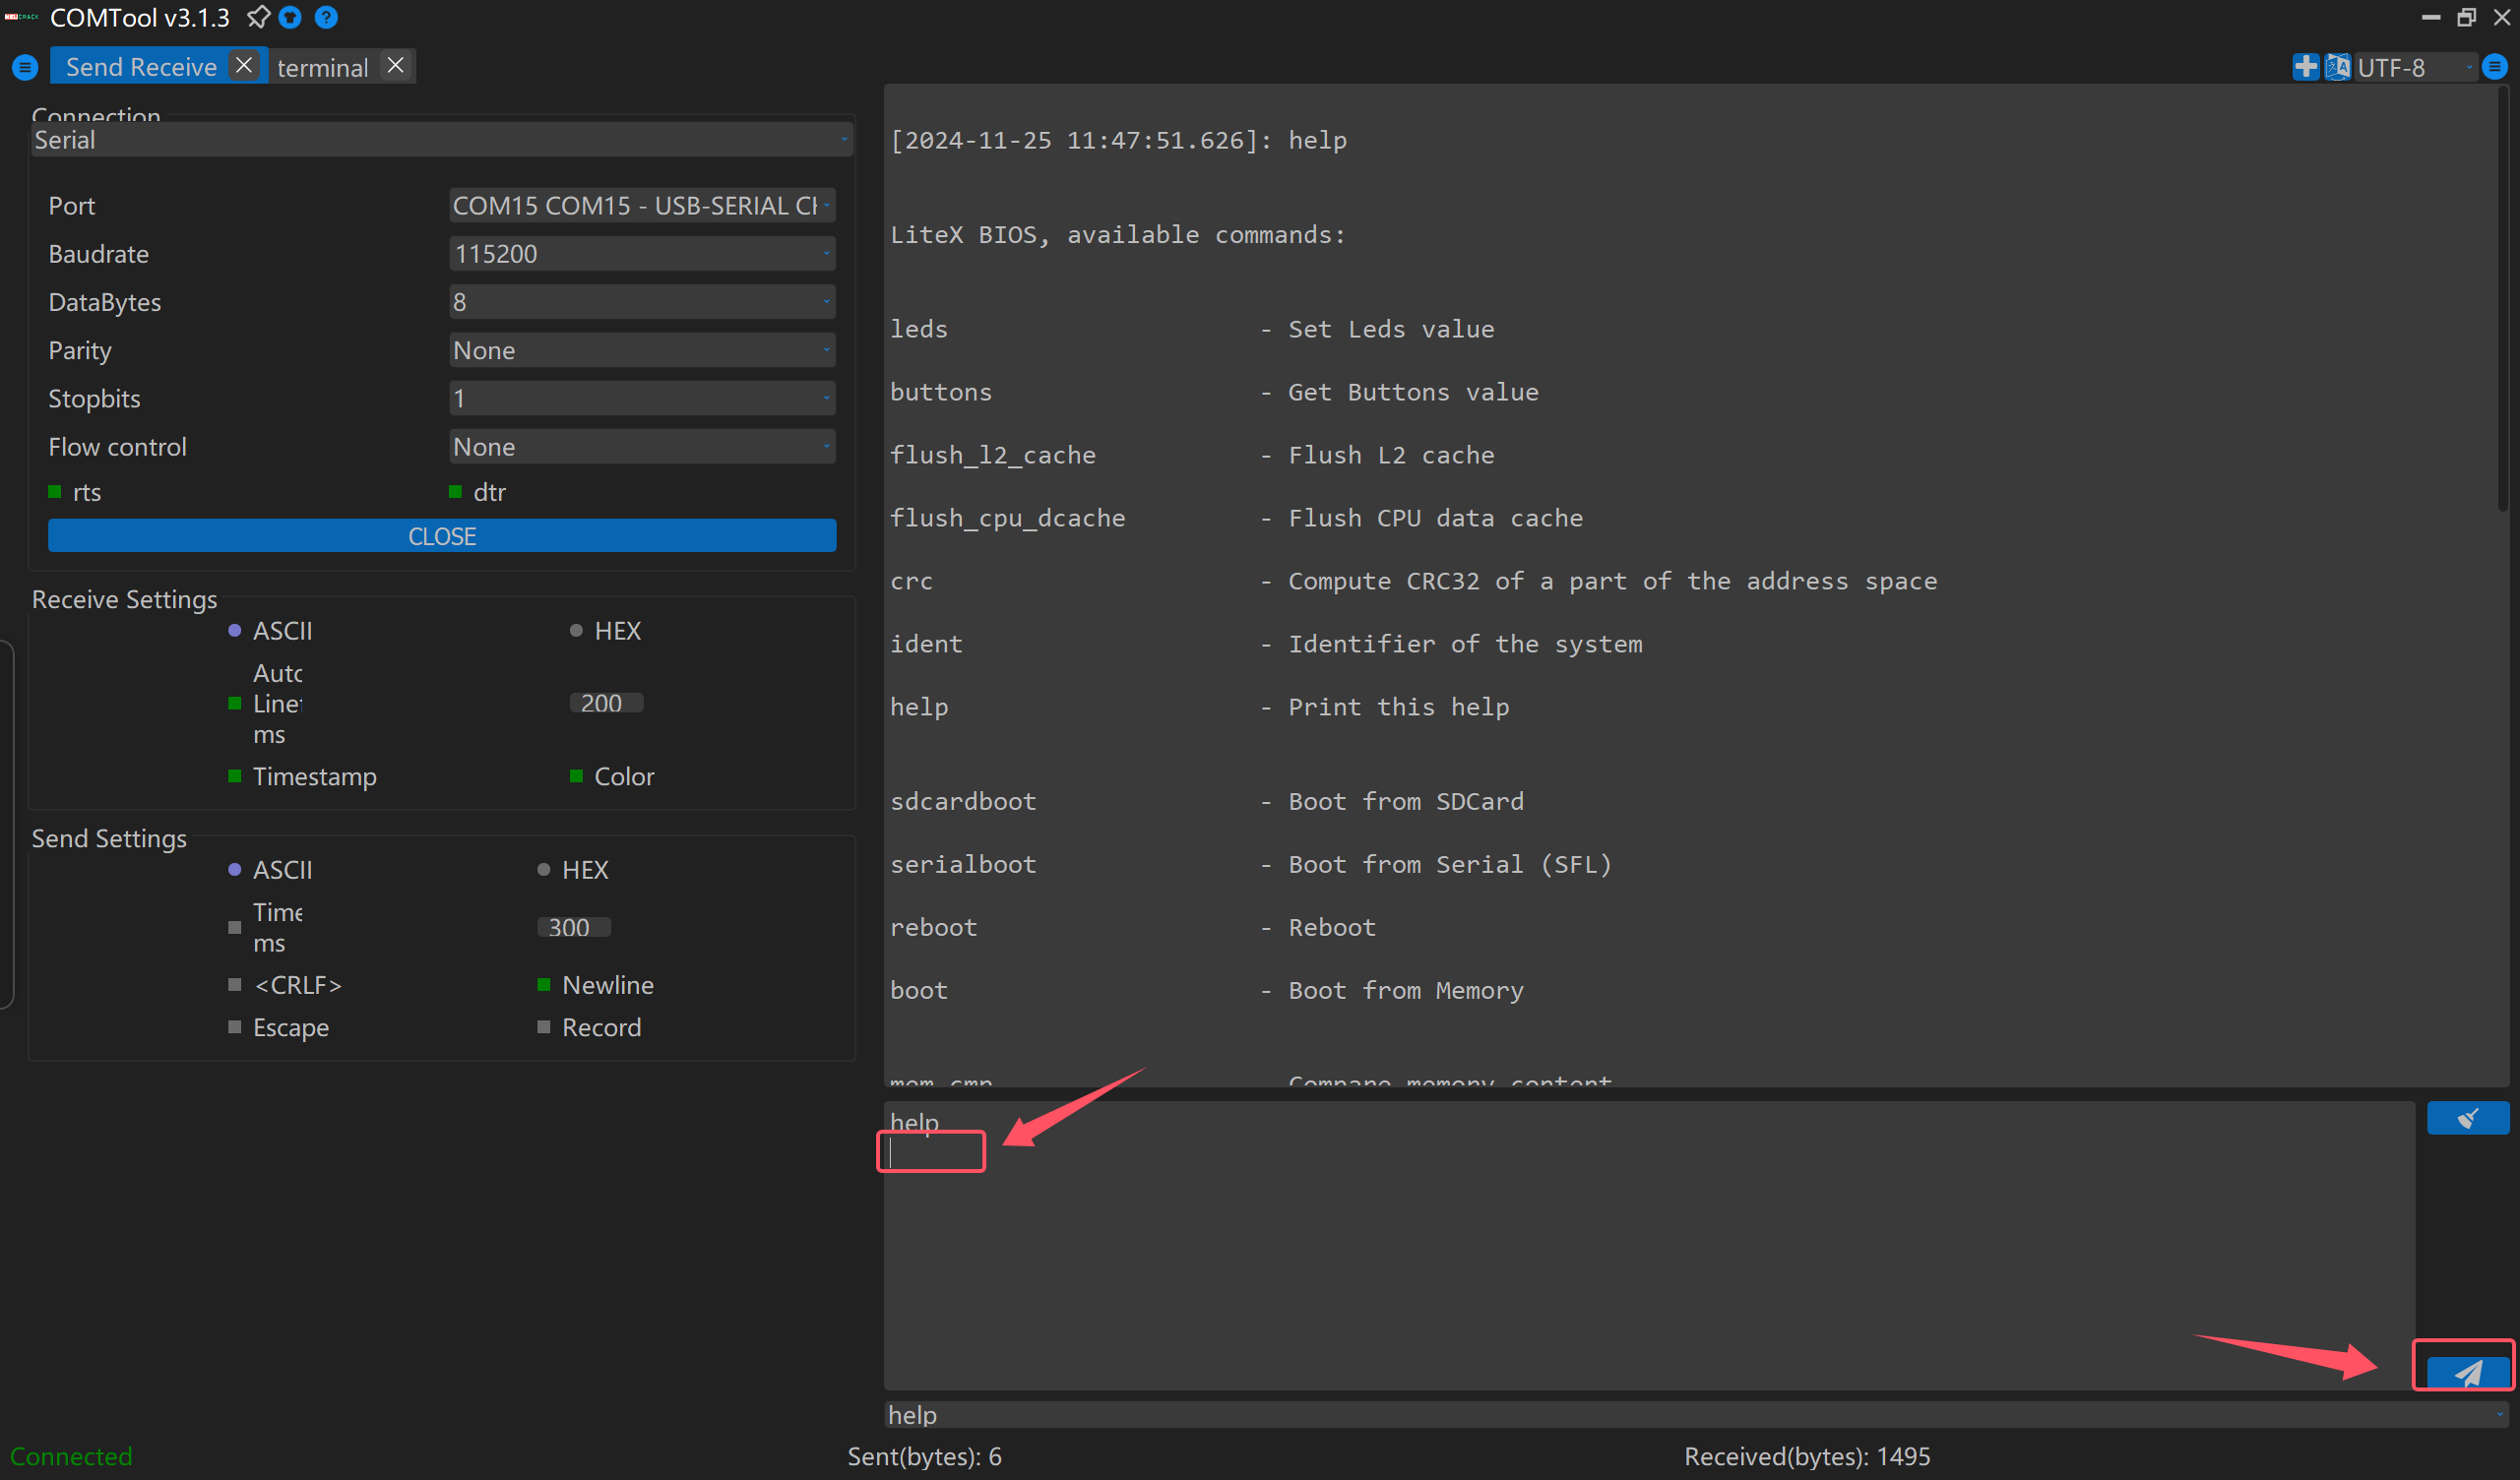 COMTool v3.1.3
Send Receive
terminal
UTF-8
Connection
Serial
Port
COM15 COM15 - USB-SERIAL CH
Baudrate
115200
DataBytes
8
Parity
None
Stopbits
1
Flow control
None
rts
dtr
CLOSE
Receive Settings
ASCII
HEX
Auto
Linef
ms
200
Timestamp
Color
Send Settings
ASCII
HEX
Time
ms
300
<CRLF>
Newline
Escape
Record
[2024-11-25 11:47:51.626]: help
LiteX BIOS, available commands:
leds - Set Leds value
buttons - Get Buttons value
flush_l2_cache - Flush L2 cache
flush_cpu_dcache - Flush CPU data cache
crc - Compute CRC32 of a part of the address space
ident - Identifier of the system
help - Print this help
sdcardboot - Boot from SDCard
serialboot - Boot from Serial (SFL)
reboot - Reboot
boot - Boot from Memory
mem_cmp - Compare memory content
help
help
Connected
Sent(bytes): 6
Received(bytes): 1495